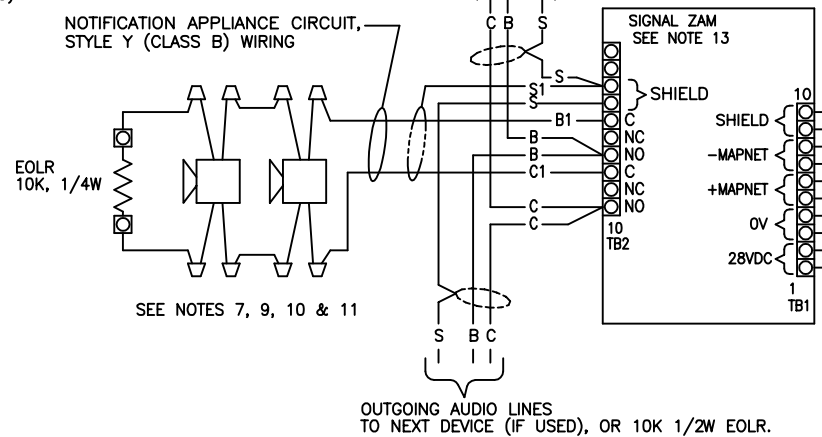 C B S
NOTIFICATION APPLIANCE CIRCUIT,
STYLE Y (CLASS B) WIRING
SIGNAL ZAM
SEE NOTE 13
S
S1
S
SHIELD
B1
C
B
NC
B
NO
C1
C
NC
C
NO
C
10
TB2
10
SHIELD
-MAPNET
+MAPNET
0V
28VDC
1
TB1
EOLR
10K, 1/4W
SEE NOTES 7, 9, 10 & 11
S B C
OUTGOING AUDIO LINES
TO NEXT DEVICE (IF USED), OR 10K 1/2W EOLR.